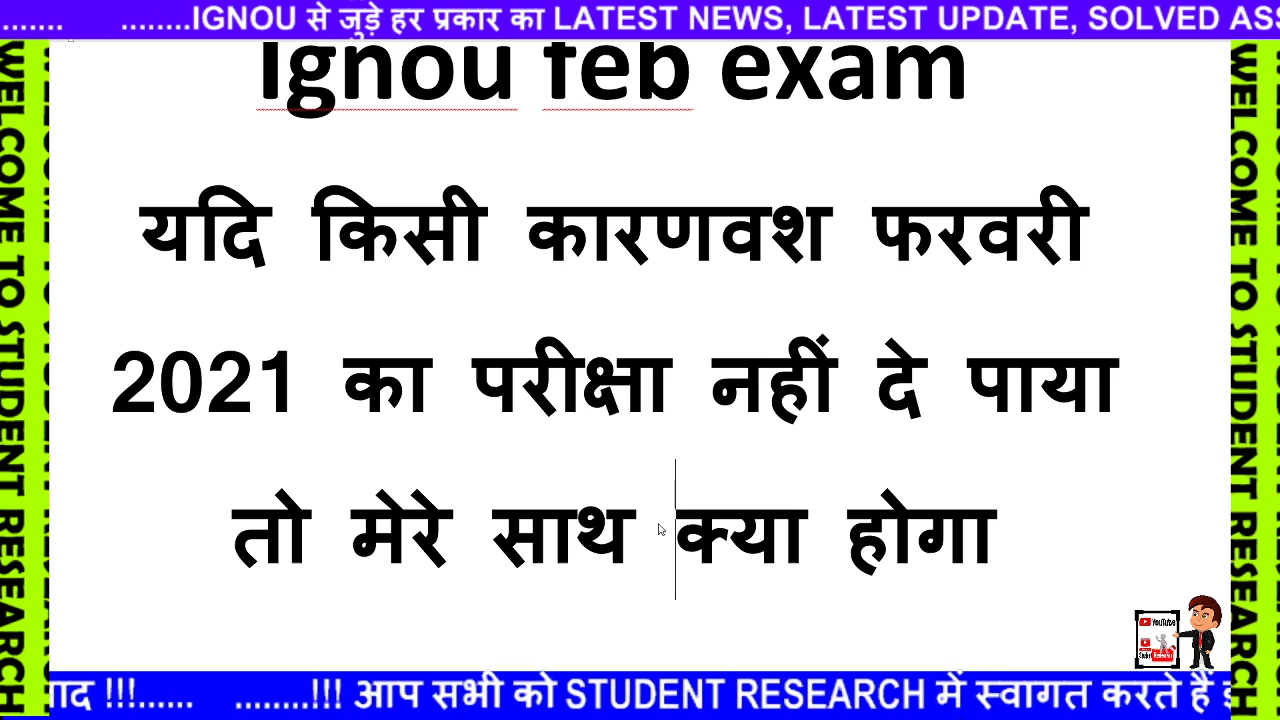 ........ ........IGNOU से जुड़े हर प्रकार का LATEST NEWS, LATEST UPDATE, SOLVED
Ignou feb exam
यदि किसी कारणवश फरवरी
2021 का परीक्षा नहीं दे पाया
तो मेरे साथ क्या होगा
WELCOME TO STUDENT RESEARCH
WELCOME TO STUDENT RESEARCH
YouTube
!!!...... ........!!! आप सभी को STUDENT RESEARCH में स्वागत करते हैं